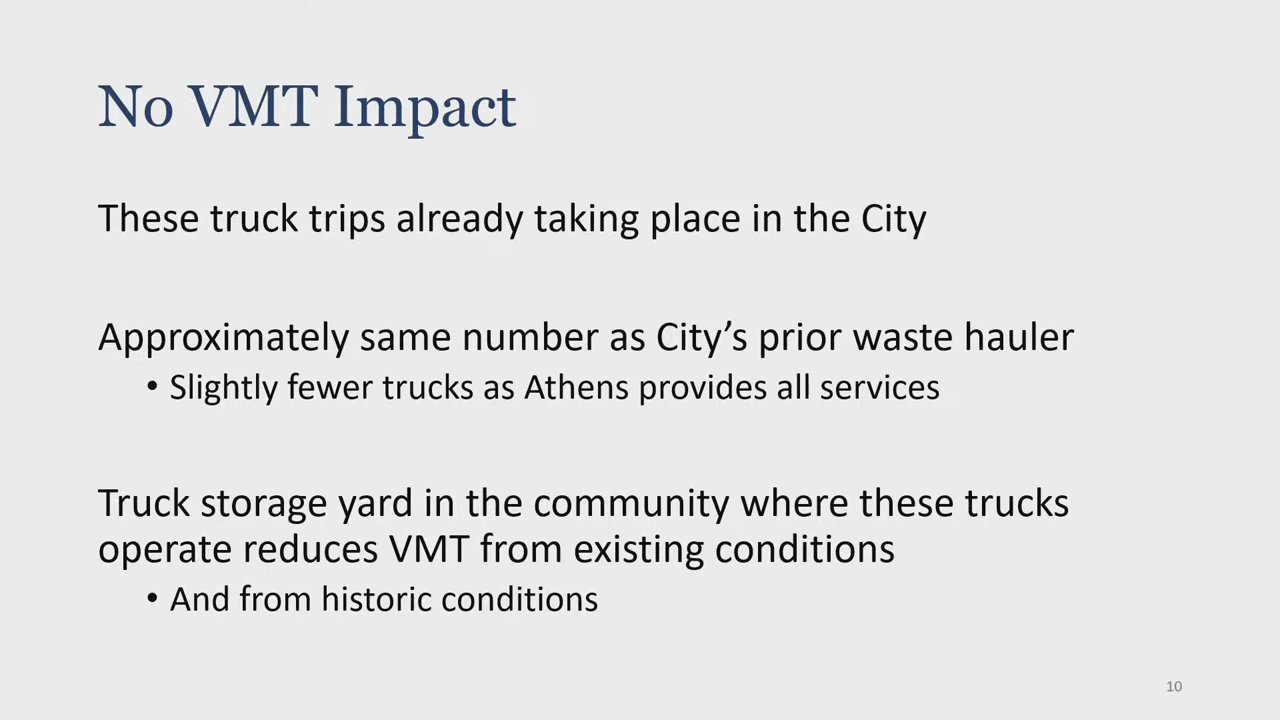 No VMT Impact
These truck trips already taking place in the City
Approximately same number as City’s prior waste hauler
• Slightly fewer trucks as Athens provides all services
Truck storage yard in the community where these trucks
operate reduces VMT from existing conditions
• And from historic conditions
10